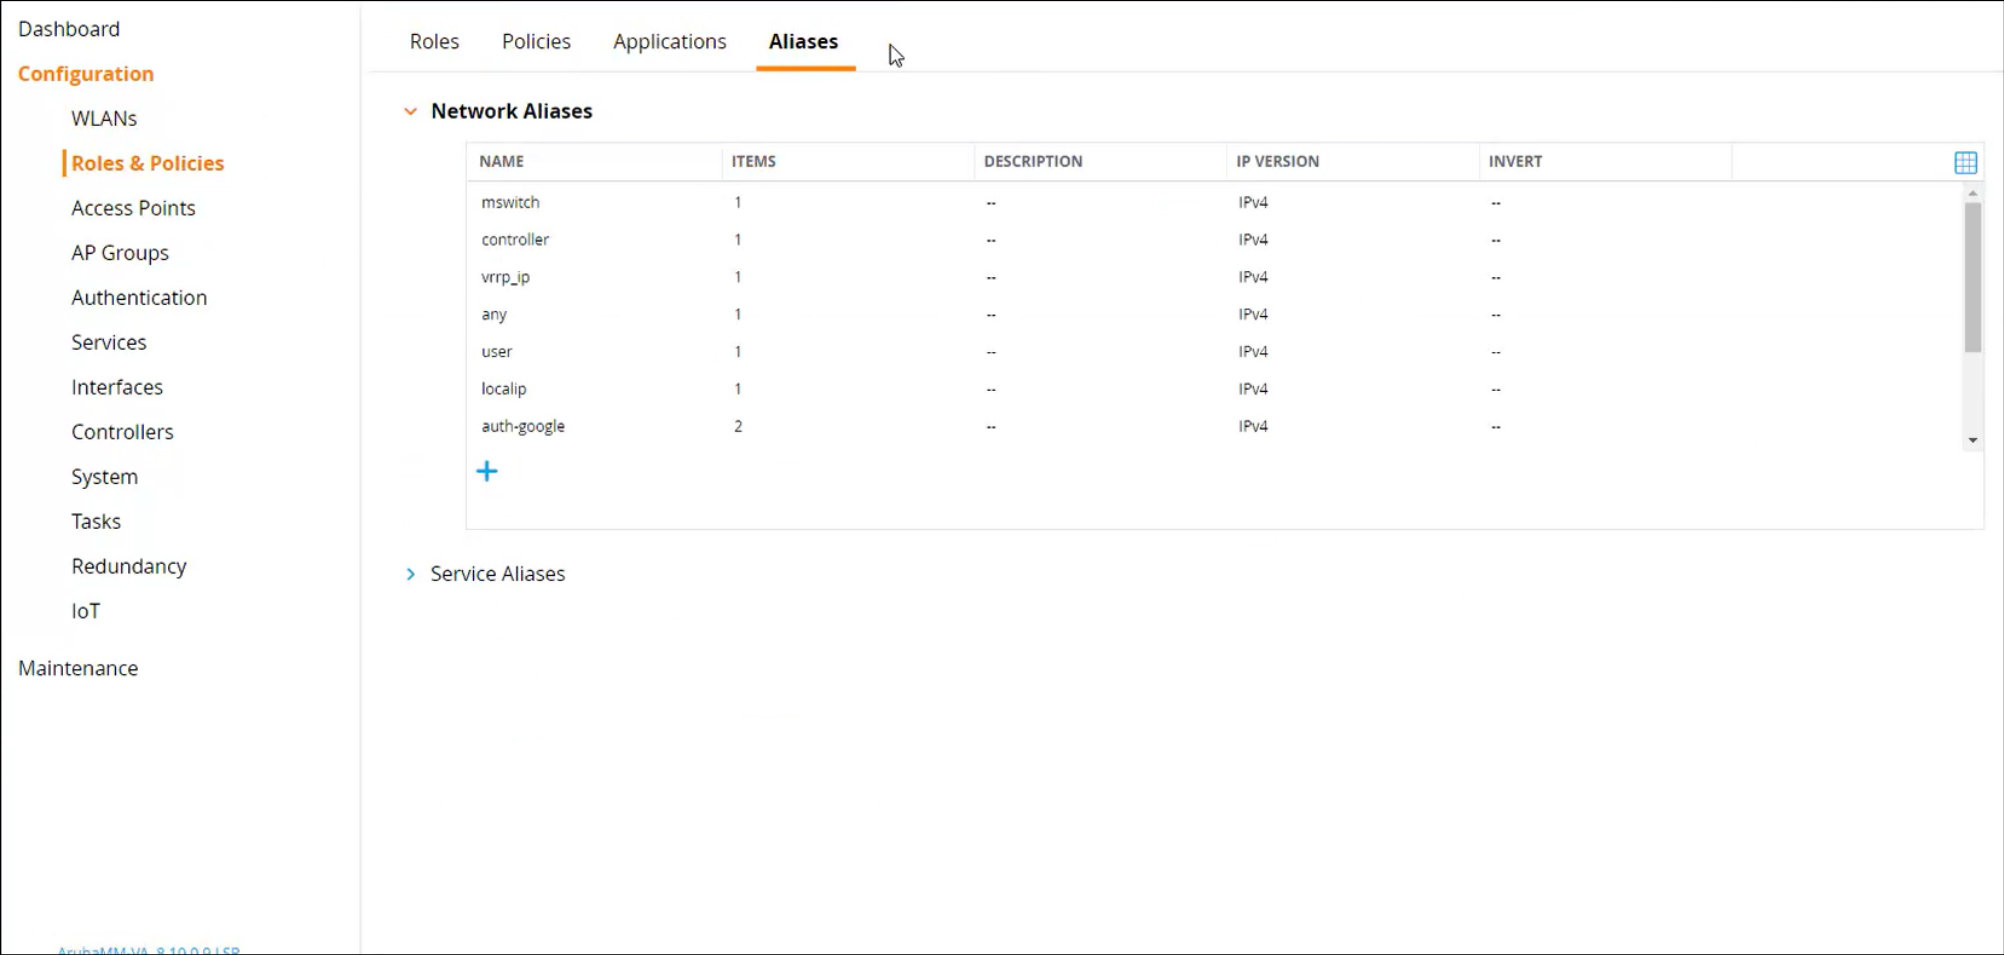 Dashboard
Configuration
WLANs
Roles & Policies
Access Points
AP Groups
Authentication
Services
Interfaces
Controllers
System
Tasks
Redundancy
IoT
Maintenance
ArubaMM-VA, 8.10.0.9 LSR
Roles Policies Applications Aliases
Network Aliases
NAME ITEMS DESCRIPTION IP VERSION INVERT
mswitch 1 -- IPv4 --
controller 1 -- IPv4 --
vrrp_ip 1 -- IPv4 --
any 1 -- IPv4 --
user 1 -- IPv4 --
localip 1 -- IPv4 --
auth-google 2 -- IPv4 --
+
Service Aliases